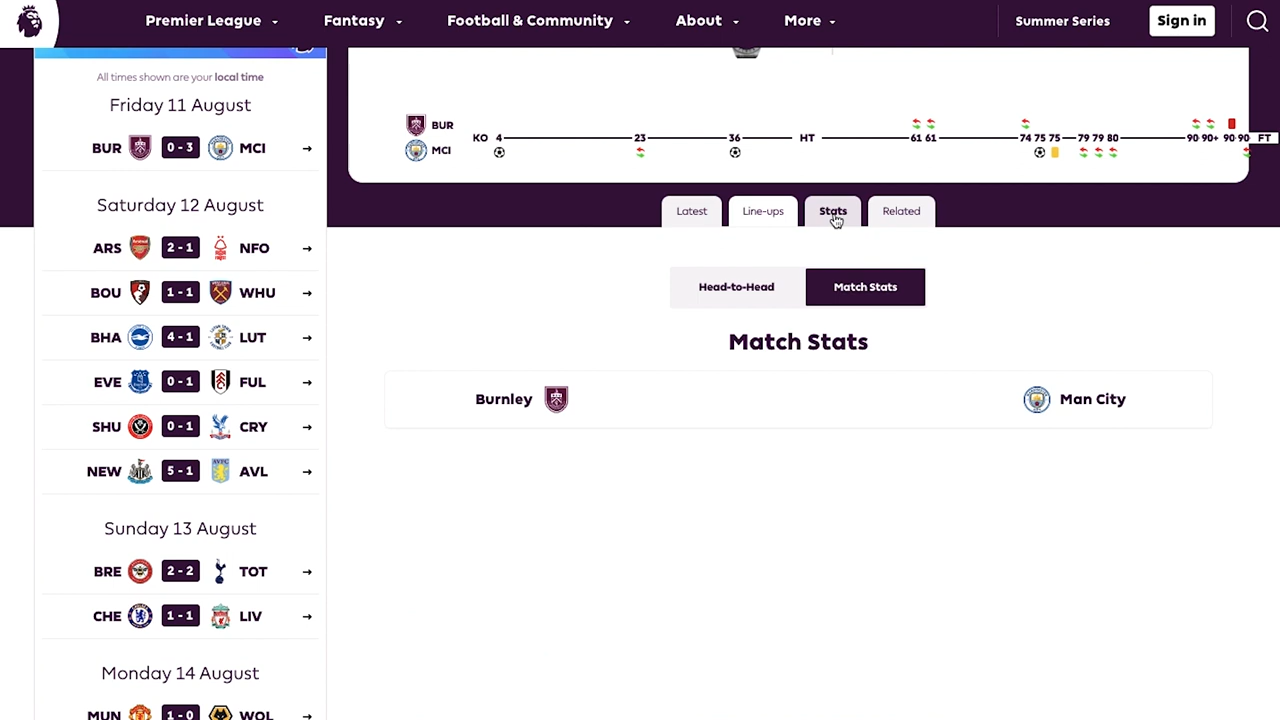 Premier League Fantasy Football & Community About More Summer Series Sign in
All times shown are your local time
Friday 11 August
BUR 0 - 3 MCI
Saturday 12 August
ARS 2 - 1 NFO
BOU 1 - 1 WHU
BHA 4 - 1 LUT
EVE 0 - 1 FUL
SHU 0 - 1 CRY
NEW 5 - 1 AVL
Sunday 13 August
BRE 2 - 2 TOT
CHE 1 - 1 LIV
Monday 14 August
MUN 1 - 0 WOL
BUR
KO 4 23 36 HT 61 61 74 75 75 79 79 80 90 90+ 90 90 FT
MCI
Latest Line-ups Stats Related
Head-to-Head Match Stats
Match Stats
Burnley Man City